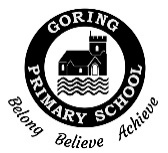 GORING
PRIMARY SCHOOL
Belong Believe Achieve